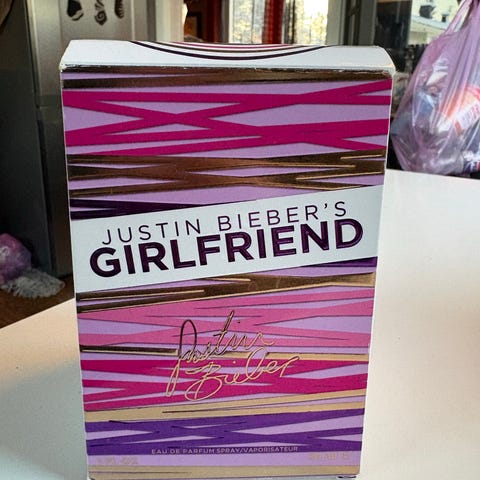 JUSTIN BIEBER'S
GIRLFRIEND
Justin
Bieber
EAU DE PARFUM SPRAY/VAPORISATEUR